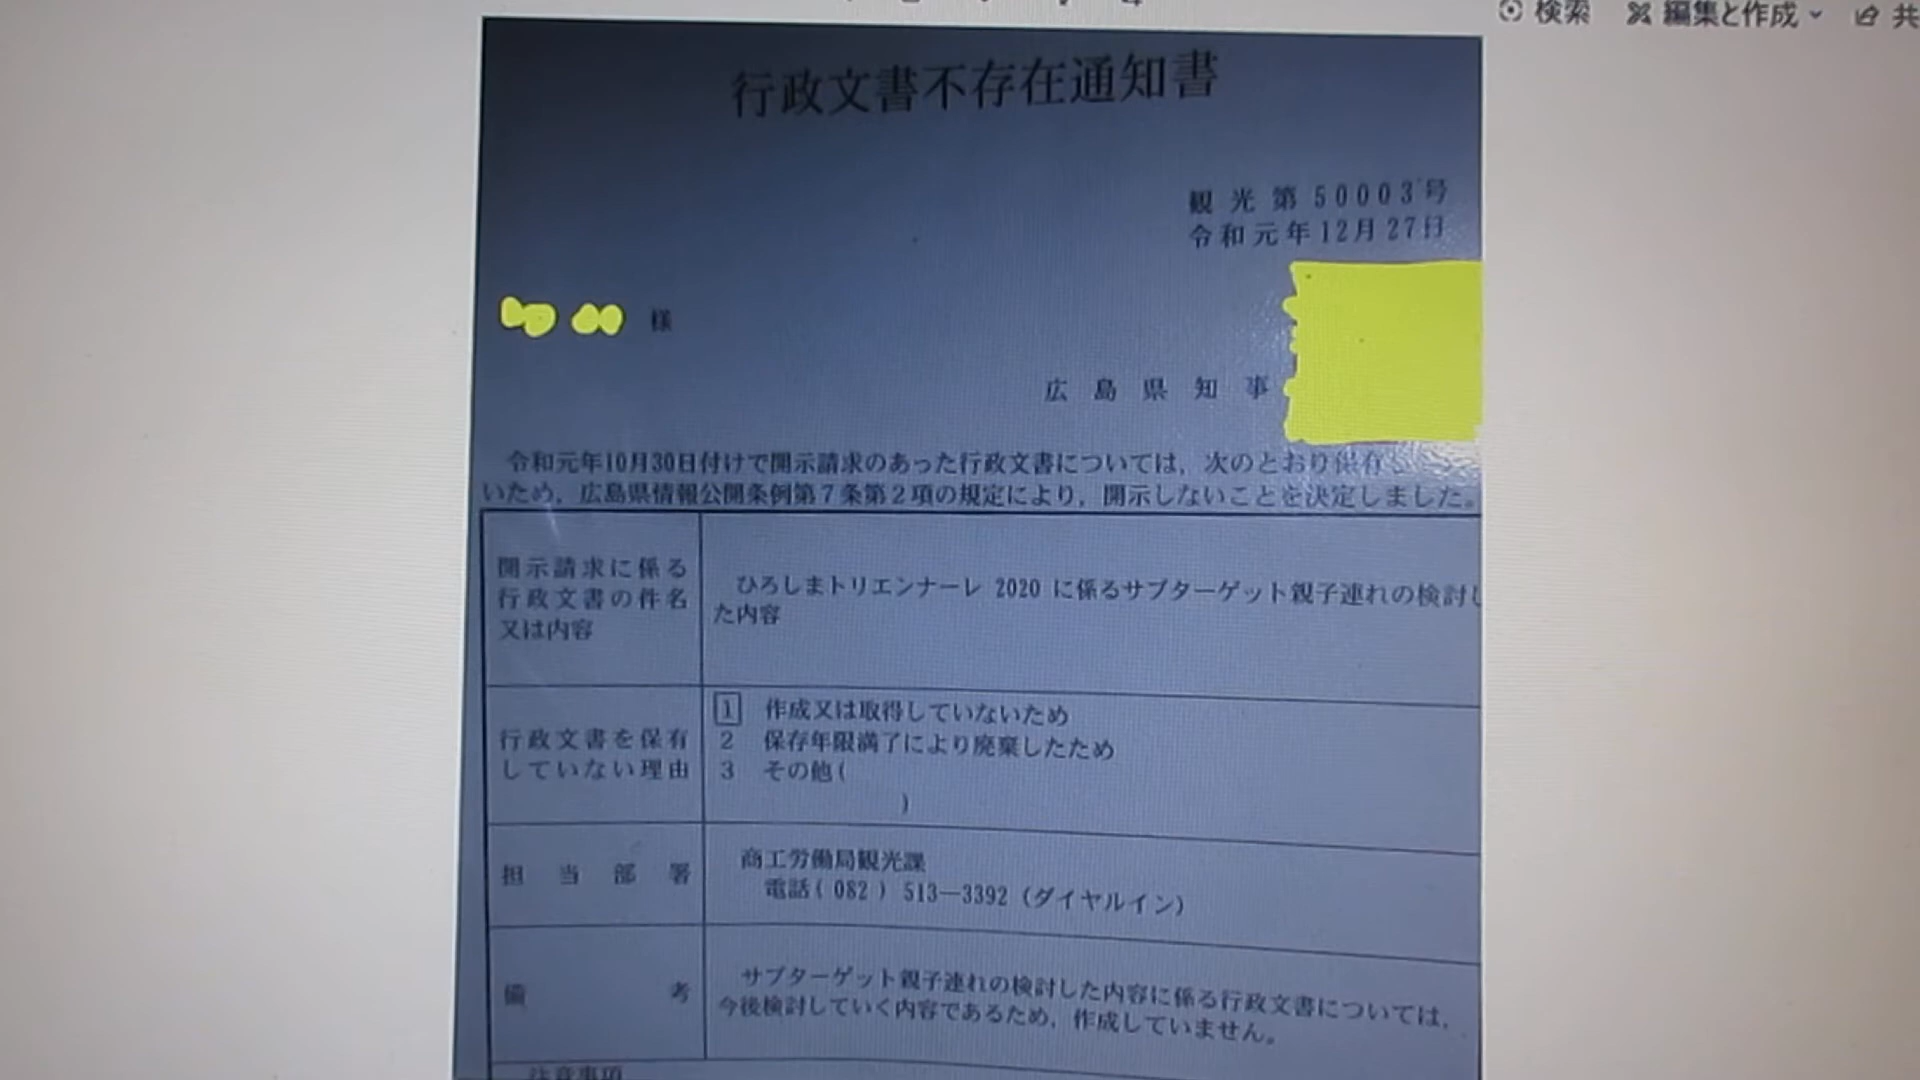 検索 編集と作成 共
行政文書不存在通知書
観光第50003号
令和元年12月27日
様
広島県知事
令和元年10月30日付けで開示請求のあった行政文書については，次のとおり保有
いため，広島県情報公開条例第7条第2項の規定により，開示しないことを決定しました。
開示請求に係る
行政文書の件名
又は内容
ひろしまトリエンナーレ 2020 に係るサブターゲット親子連れの検討し
た内容
行政文書を保有
していない理由
1 作成又は取得していないため
2 保存年限満了により廃棄したため
3 その他(
)
担当部署
商工労働局観光課
電話(082)513―3392(ダイヤルイン)
備考
サブターゲット親子連れの検討した内容に係る行政文書については，
今後検討していく内容であるため，作成していません。
注意事項